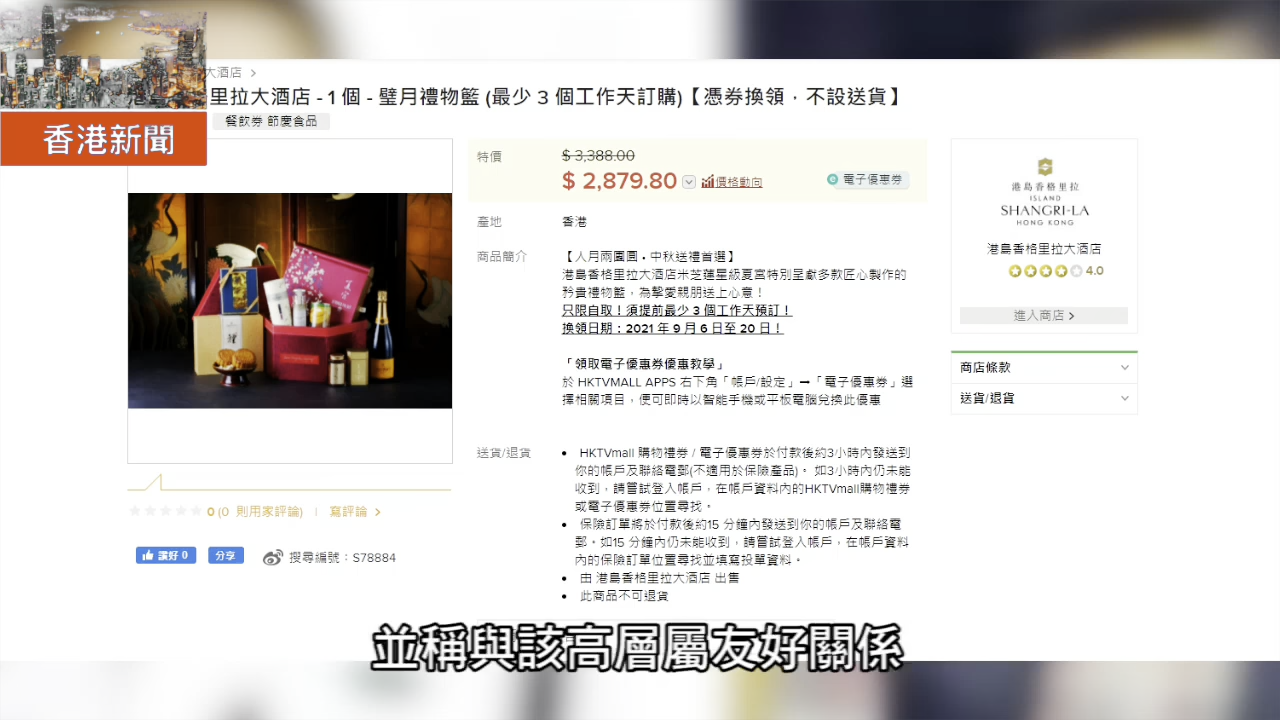 大酒店 >
里拉大酒店 - 1 個 - 璧月禮物籃 (最少 3 個工作天訂購)【憑券換領，不設送貨】
香港新聞
餐飲券 節慶食品
特價
$ 3,388.00
$ 2,879.80
價格動向
電子優惠券
產地
香港
商品簡介
【人月兩團圓 • 中秋送禮首選】
港島香格里拉大酒店米芝蓮星級夏宮特別呈獻多款匠心製作的
矜貴禮物籃，為摯愛親朋送上心意！
只限自取！須提前最少 3 個工作天預訂！
換領日期：2021 年 9 月 6 日至 20 日！
「領取電子優惠券優惠教學」
於 HKTVMALL APPS 右下角「帳戶/設定」➞「電子優惠券」選
擇相關項目，便可即時以智能手機或平板電腦兌換此優惠
送貨/退貨
• HKTVmall 購物禮券 / 電子優惠券於付款後約3小時內發送到
你的帳戶及聯絡電郵(不適用於保險產品)。 如3小時內仍未能
收到，請嘗試登入帳戶，在帳戶資料內的HKTVmall購物禮券
或電子優惠券位置尋找。
• 保險訂單將於付款後約15 分鐘內發送到你的帳戶及聯絡電
郵。如15 分鐘內仍未能收到，請嘗試登入帳戶，在帳戶資料
內的保險訂單位置尋找並填寫投單資料。
• 由 港島香格里拉大酒店 出售
• 此商品不可退貨
港島香格里拉
ISLAND
SHANGRI-LA
HONG KONG
港島香格里拉大酒店
4.0
進入商店 >
商店條款
送貨/退貨
0 (0 則用家評論) | 寫評論 >
讚好 0
分享
搜尋編號：S78884
並稱與該高層屬友好關係